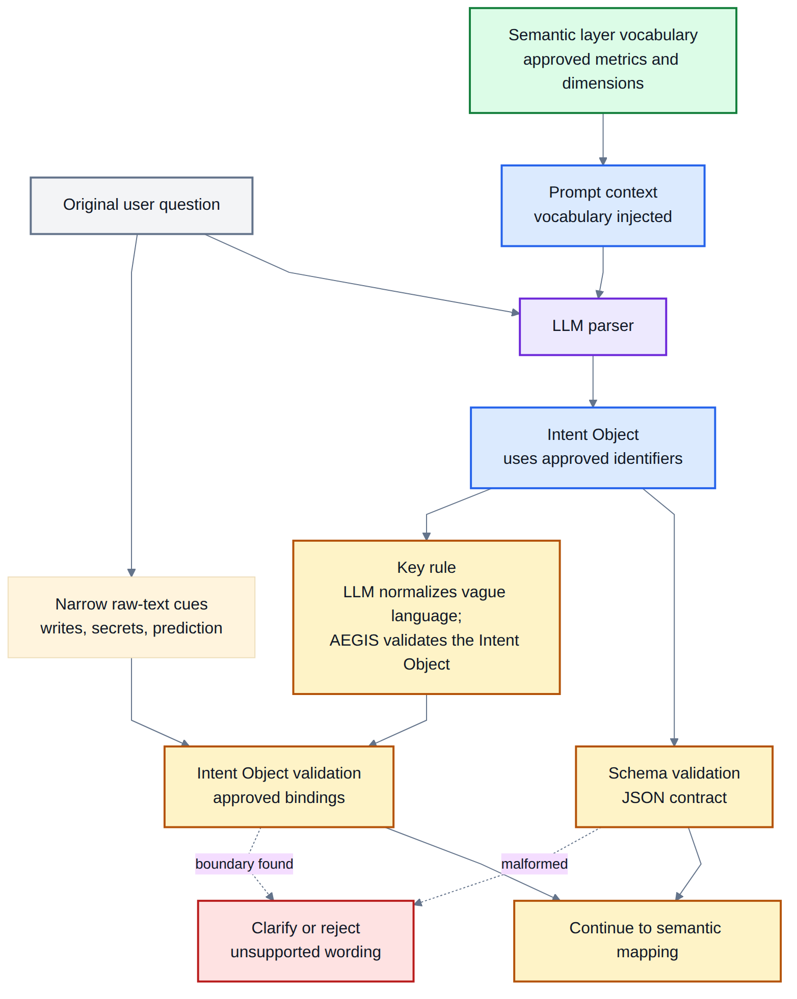 Semantic layer vocabulary
approved metrics and
dimensions
Prompt context
vocabulary injected
Original user question
LLM parser
Intent Object
uses approved identifiers
Key rule
LLM normalizes vague
language;
AEGIS validates the Intent
Object
Narrow raw-text cues
writes, secrets, prediction
Intent Object validation
approved bindings
Schema validation
JSON contract
boundary found
malformed
Clarify or reject
unsupported wording
Continue to semantic
mapping